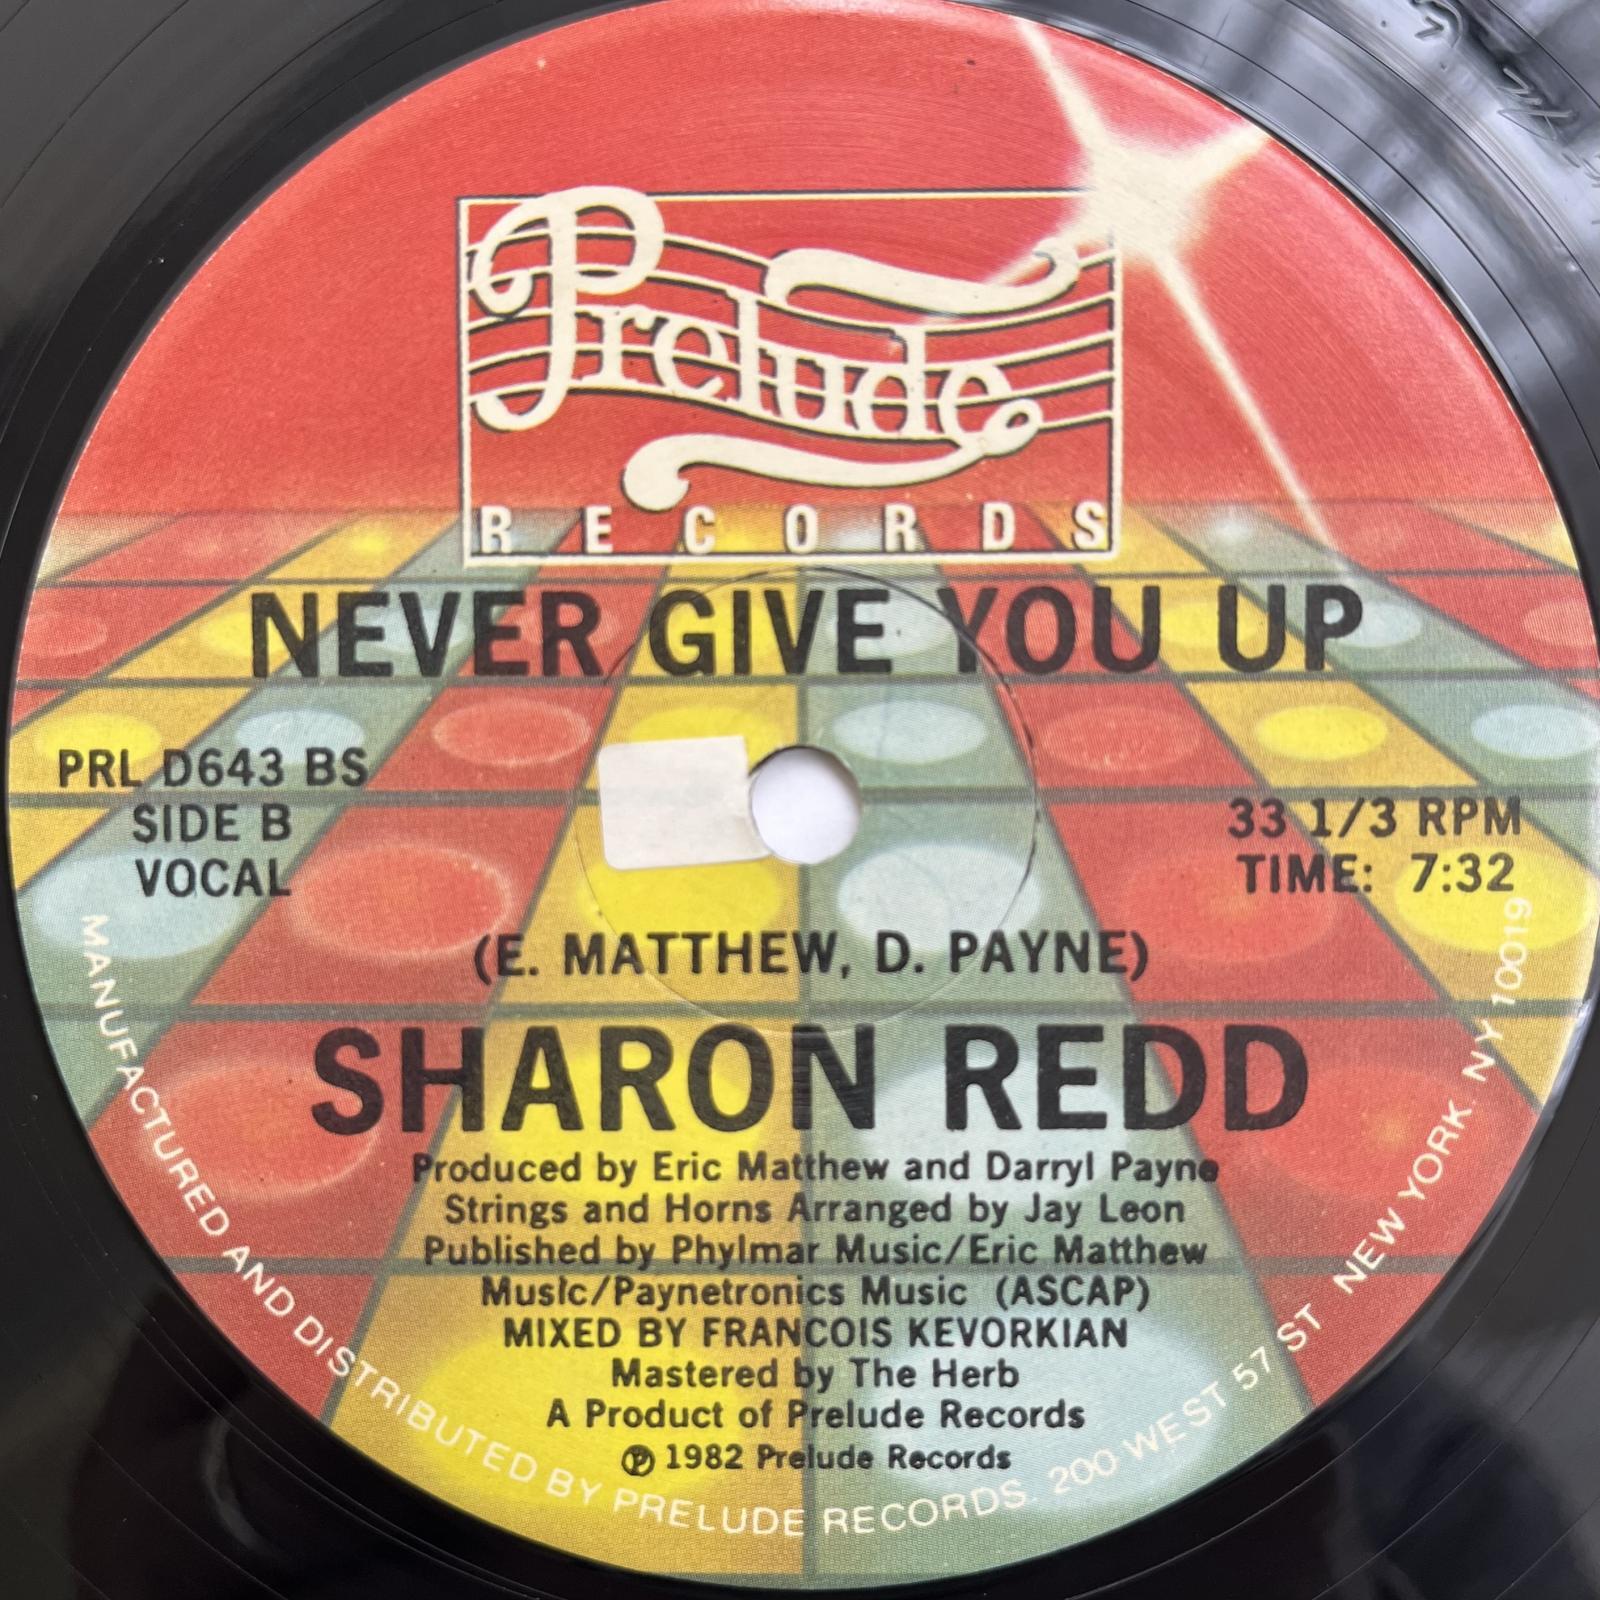 Prelude
RECORDS
NEVER GIVE YOU UP
PRL D643 BS
SIDE B
VOCAL
33 1/3 RPM
TIME: 7:32
(E. MATTHEW, D. PAYNE)
SHARON REDD
Produced by Eric Matthew and Darryl Payne
Strings and Horns Arranged by Jay Leon
Published by Phylmar Music/Eric Matthew
Music/Paynetronics Music (ASCAP)
MIXED BY FRANCOIS KEVORKIAN
Mastered by The Herb
A Product of Prelude Records
℗ 1982 Prelude Records
MANUFACTURED AND DISTRIBUTED BY PRELUDE RECORDS. 200 WEST 57 ST NEW YORK. NY 10019